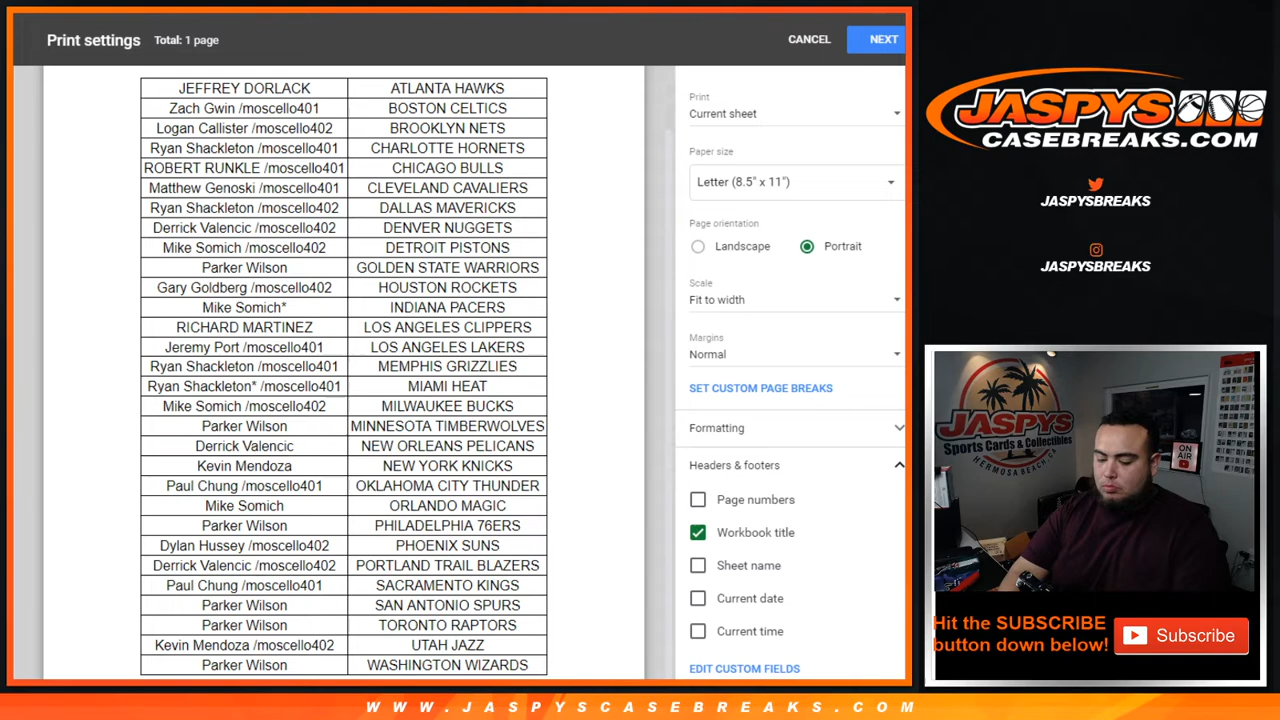 Print settings Total: 1 page CANCEL NEXT
JEFFREY DORLACK ATLANTA HAWKS
Zach Gwin /moscello401 BOSTON CELTICS
Logan Callister /moscello402 BROOKLYN NETS
Ryan Shackleton /moscello401 CHARLOTTE HORNETS
ROBERT RUNKLE /moscello401 CHICAGO BULLS
Matthew Genoski /moscello401 CLEVELAND CAVALIERS
Ryan Shackleton /moscello402 DALLAS MAVERICKS
Derrick Valencic /moscello402 DENVER NUGGETS
Mike Somich /moscello402 DETROIT PISTONS
Parker Wilson GOLDEN STATE WARRIORS
Gary Goldberg /moscello402 HOUSTON ROCKETS
Mike Somich* INDIANA PACERS
RICHARD MARTINEZ LOS ANGELES CLIPPERS
Jeremy Port /moscello401 LOS ANGELES LAKERS
Ryan Shackleton /moscello401 MEMPHIS GRIZZLIES
Ryan Shackleton* /moscello401 MIAMI HEAT
Mike Somich /moscello402 MILWAUKEE BUCKS
Parker Wilson MINNESOTA TIMBERWOLVES
Derrick Valencic NEW ORLEANS PELICANS
Kevin Mendoza NEW YORK KNICKS
Paul Chung /moscello401 OKLAHOMA CITY THUNDER
Mike Somich ORLANDO MAGIC
Parker Wilson PHILADELPHIA 76ERS
Dylan Hussey /moscello402 PHOENIX SUNS
Derrick Valencic /moscello402 PORTLAND TRAIL BLAZERS
Paul Chung /moscello401 SACRAMENTO KINGS
Parker Wilson SAN ANTONIO SPURS
Parker Wilson TORONTO RAPTORS
Kevin Mendoza /moscello402 UTAH JAZZ
Parker Wilson WASHINGTON WIZARDS
Print
Current sheet
Paper size
Letter (8.5" x 11")
Page orientation
Landscape Portrait
Scale
Fit to width
Margins
Normal
SET CUSTOM PAGE BREAKS
Formatting
Headers & footers
Page numbers
Workbook title
Sheet name
Current date
Current time
EDIT CUSTOM FIELDS
JASPYS
CASEBREAKS.COM
JASPYSBREAKS
JASPYSBREAKS
JASPYS
Sports Cards & Collectibles
HERMOSA BEACH, CA
ON AIR
Hit the SUBSCRIBE
button down below!
Subscribe
WWW.JASPYSCASEBREAKS.COM